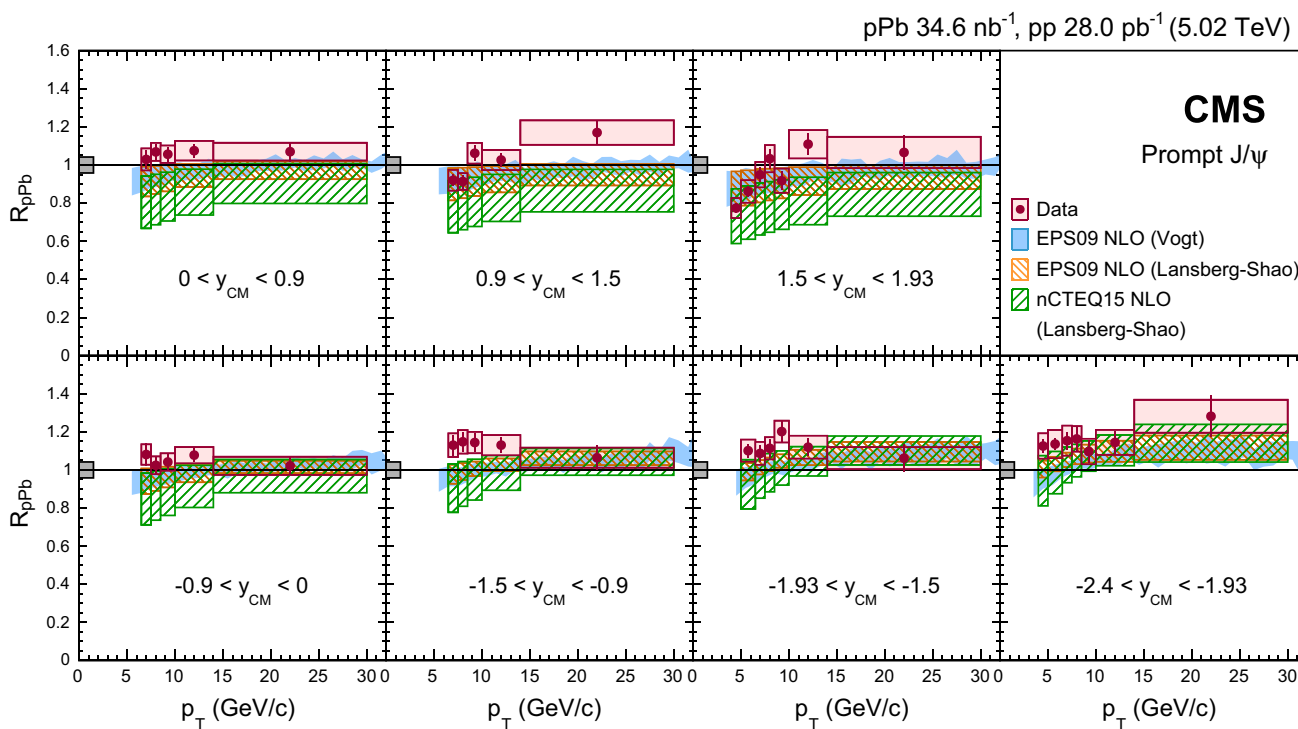 pPb 34.6 nb⁻¹, pp 28.0 pb⁻¹ (5.02 TeV)
CMS
Prompt J/ψ
Data
EPS09 NLO (Vogt)
EPS09 NLO (Lansberg-Shao)
nCTEQ15 NLO
(Lansberg-Shao)
R_pPb
1.6
1.4
1.2
1
0.8
0.6
0.4
0.2
0
0 < y_CM < 0.9
0.9 < y_CM < 1.5
1.5 < y_CM < 1.93
R_pPb
1.4
1.2
1
0.8
0.6
0.4
0.2
0
-0.9 < y_CM < 0
-1.5 < y_CM < -0.9
-1.93 < y_CM < -1.5
-2.4 < y_CM < -1.93
0 5 10 15 20 25 30 0 5 10 15 20 25 30 0 5 10 15 20 25 30 0 5 10 15 20 25 30
p_T (GeV/c) p_T (GeV/c) p_T (GeV/c) p_T (GeV/c)